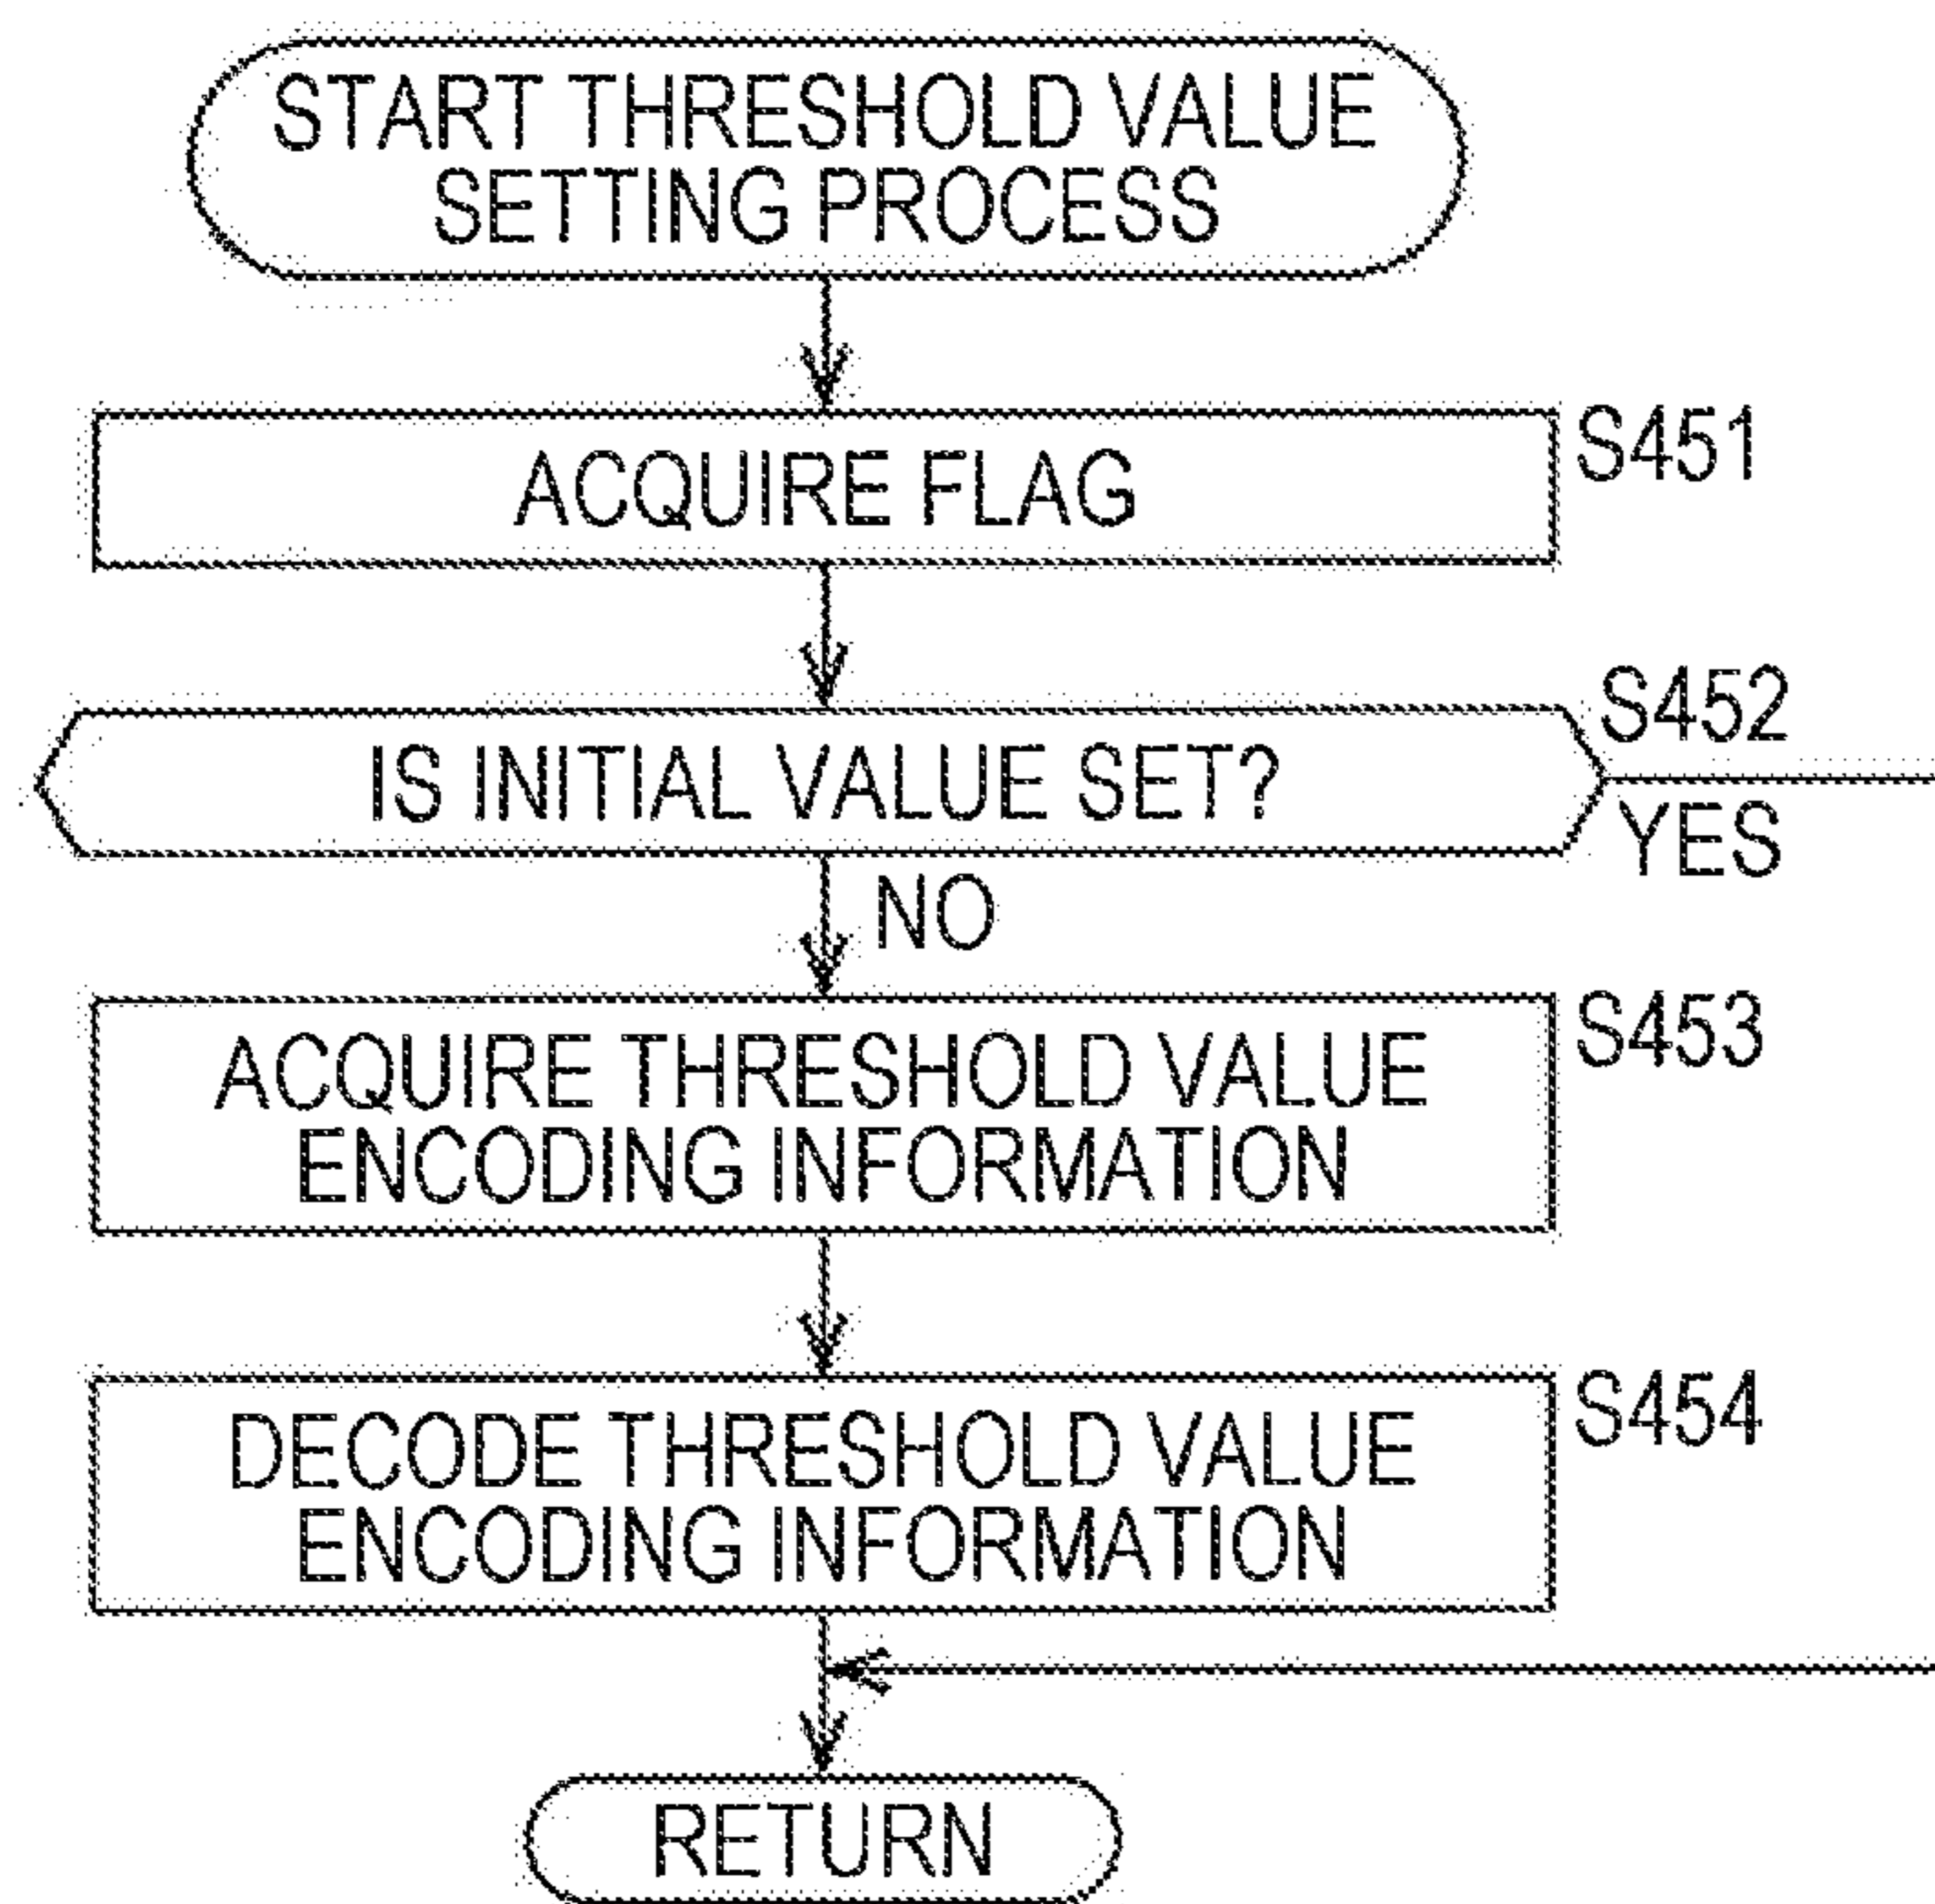 START THRESHOLD VALUE
SETTING PROCESS
ACQUIRE FLAG
S451
IS INITIAL VALUE SET?
S452
YES
NO
ACQUIRE THRESHOLD VALUE
ENCODING INFORMATION
S453
DECODE THRESHOLD VALUE
ENCODING INFORMATION
S454
RETURN